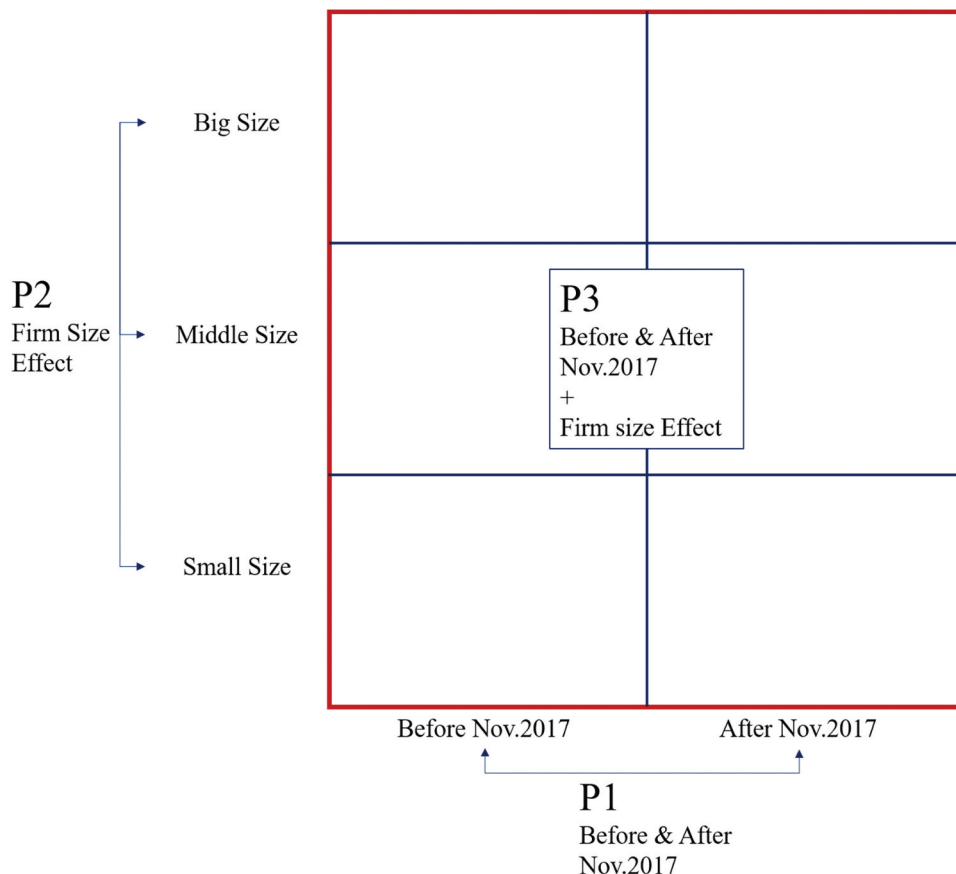 Big Size
P2
Firm Size
Effect
Middle Size
P3
Before & After
Nov.2017
+
Firm size Effect
Small Size
Before Nov.2017
After Nov.2017
P1
Before & After
Nov.2017